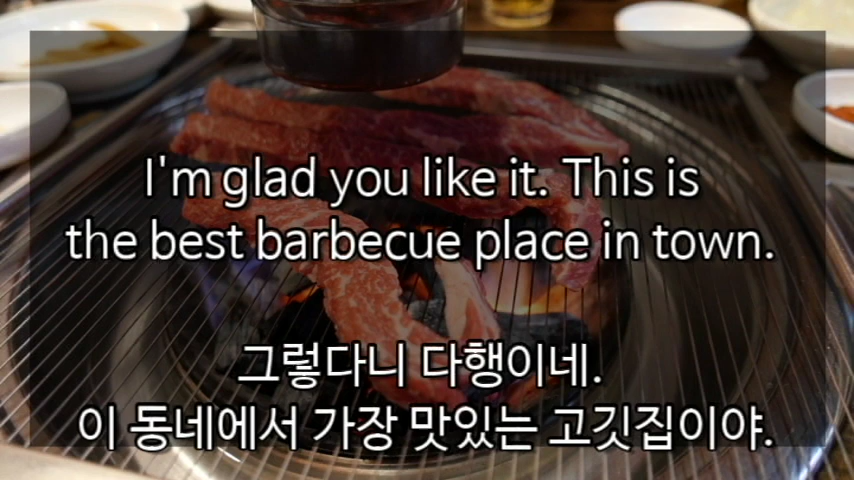 I'm glad you like it. This is
the best barbecue place in town.
그렇다니 다행이네.
이 동네에서 가장 맛있는 고깃집이야.